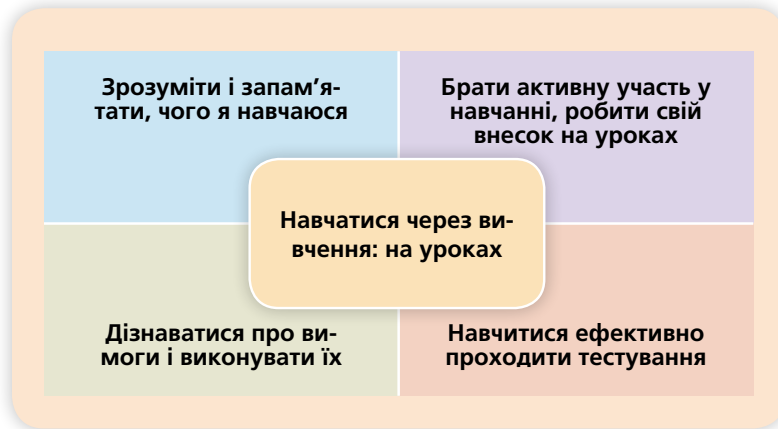 Зрозуміти і запам’я-
тати, чого я навчаюся
Брати активну участь у
навчанні, робити свій
внесок на уроках
Навчатися через ви-
вчення: на уроках
Дізнаватися про ви-
моги і виконувати їх
Навчитися ефективно
проходити тестування